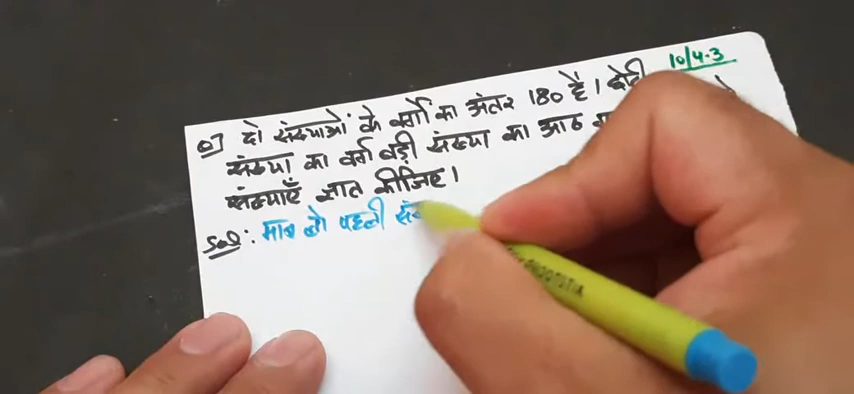 10/4-3
Q] दो संख्याओं के वर्गों का अंतर 180 है। छोटी
संख्या का वर्ग बड़ी संख्या का आठ
संख्याएँ ज्ञात कीजिए।
Sol: मान लो पहली